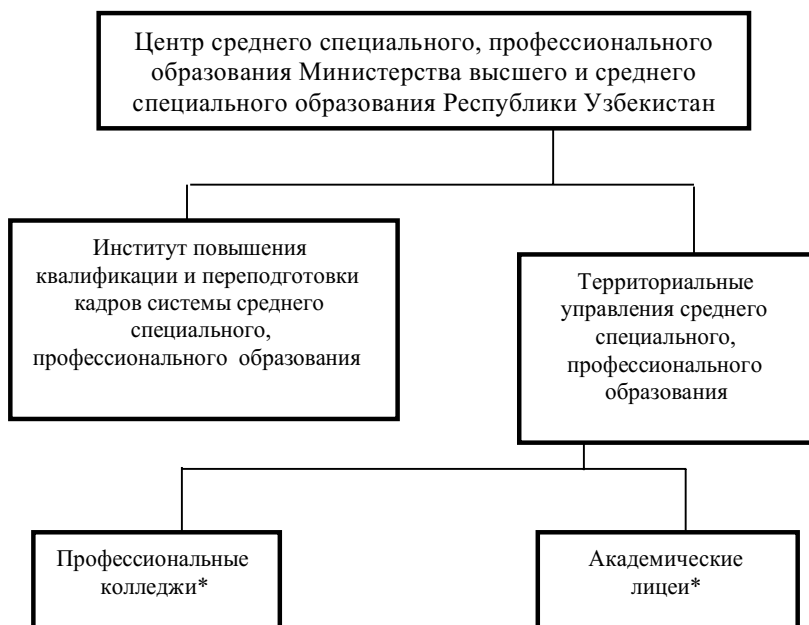 Центр среднего специального, профессионального
образования Министерства высшего и среднего
специального образования Республики Узбекистан
Институт повышения
квалификации и переподготовки
кадров системы среднего
специального,
профессионального образования
Территориальные
управления среднего
специального,
профессионального
образования
Профессиональные
колледжи*
Академические
лицеи*